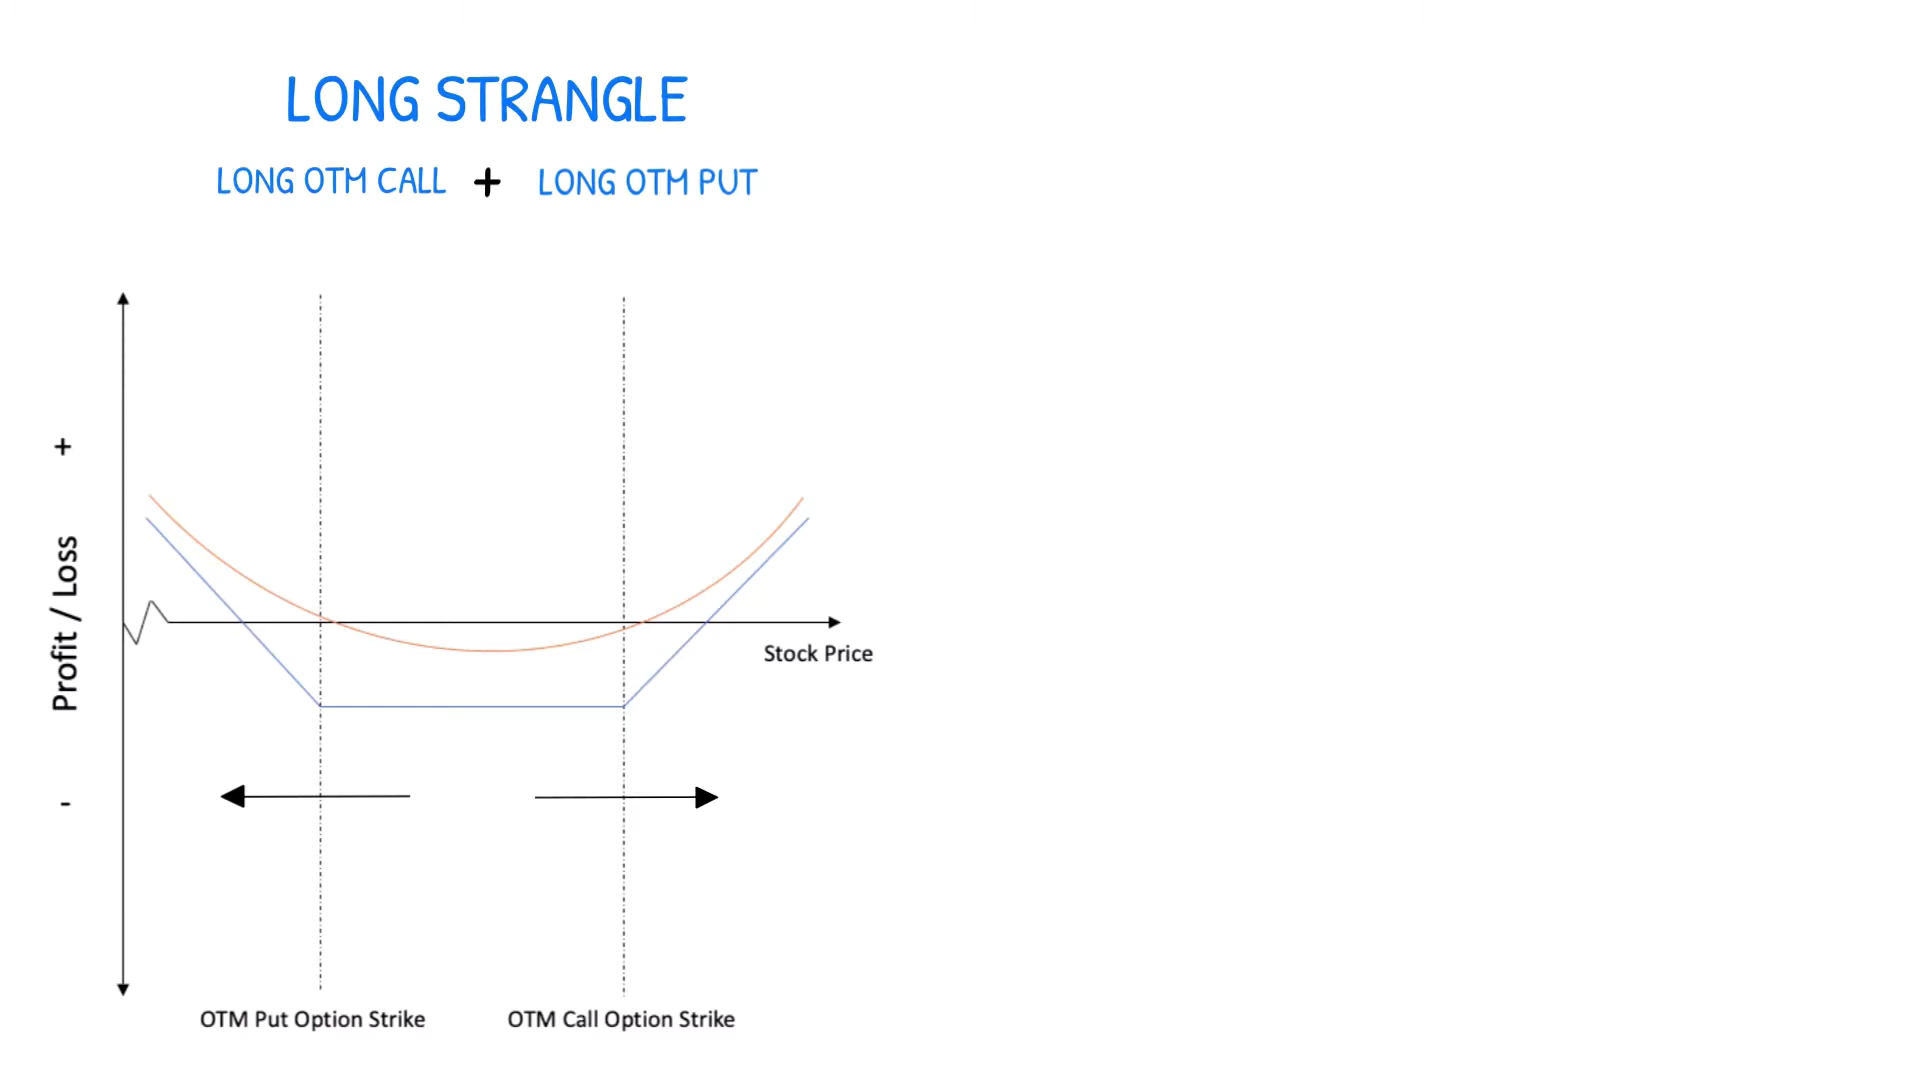 LONG STRANGLE
LONG OTM CALL + LONG OTM PUT
+
Profit / Loss
-
Stock Price
OTM Put Option Strike
OTM Call Option Strike